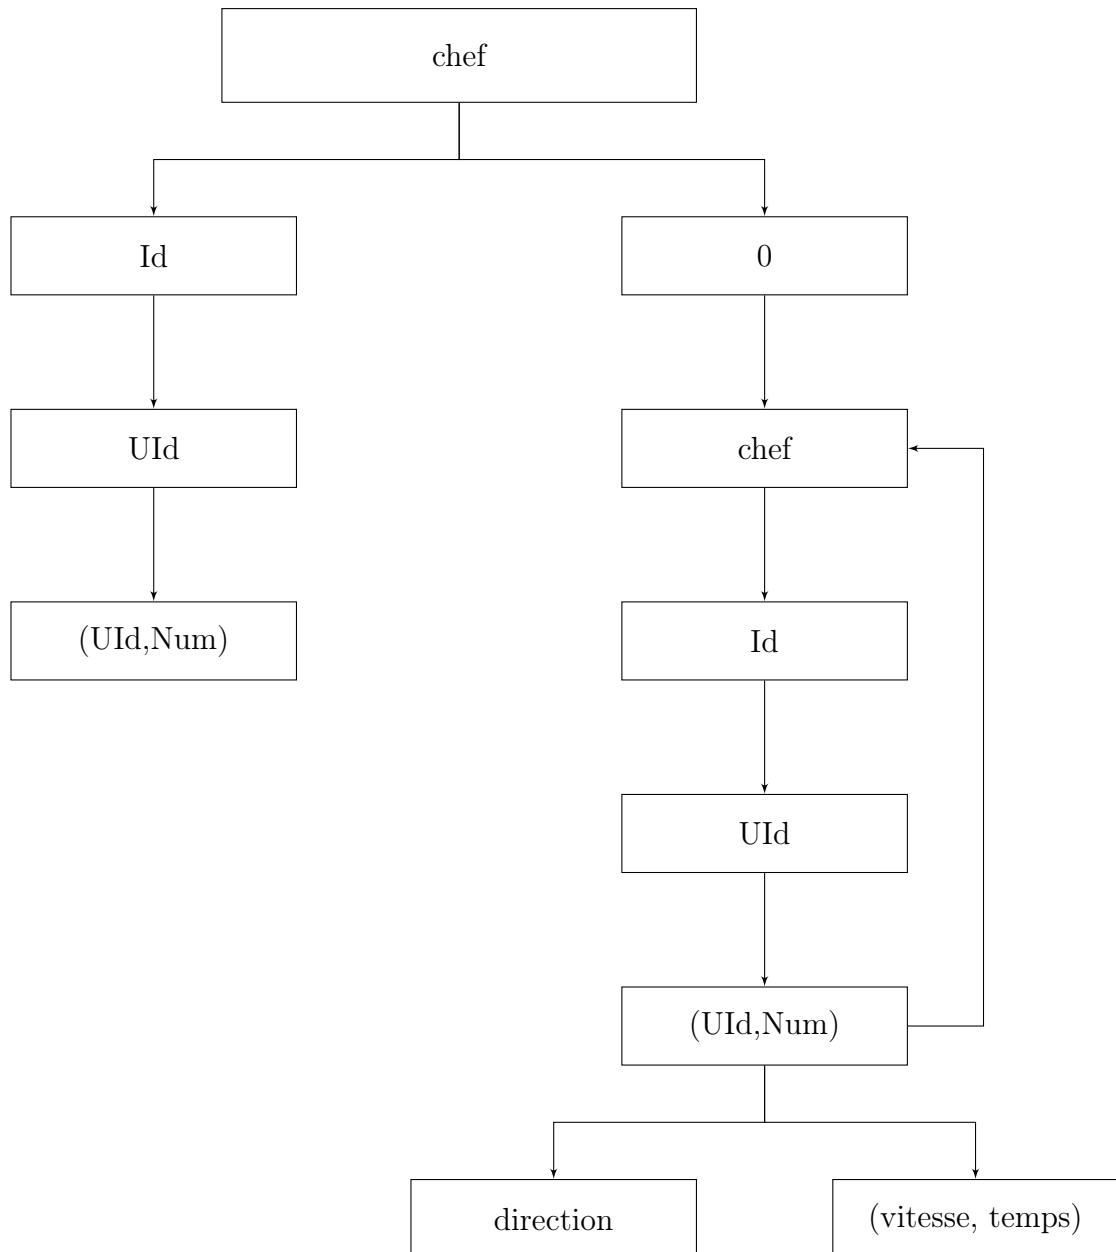 chef
Id
0
UId
chef
(UId,Num)
Id
UId
(UId,Num)
direction
(vitesse, temps)